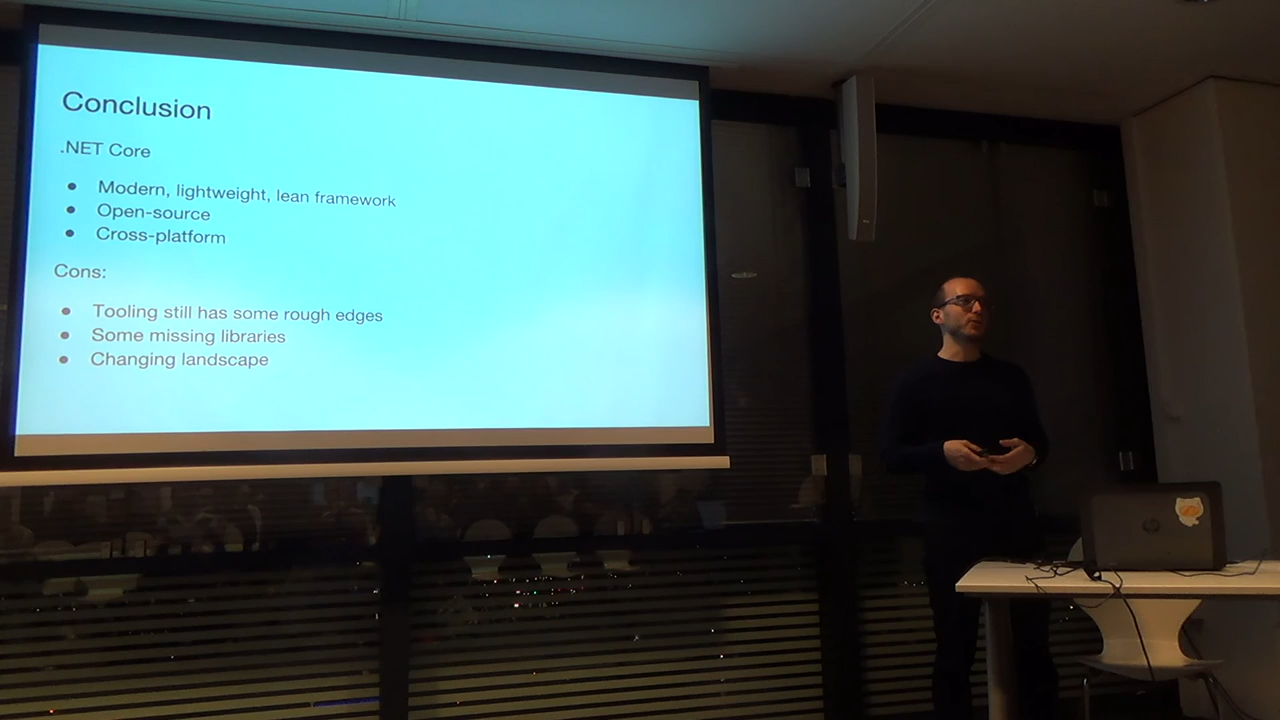 Conclusion
.NET Core
● Modern, lightweight, lean framework
● Open-source
● Cross-platform
Cons:
● Tooling still has some rough edges
● Some missing libraries
● Changing landscape
hp